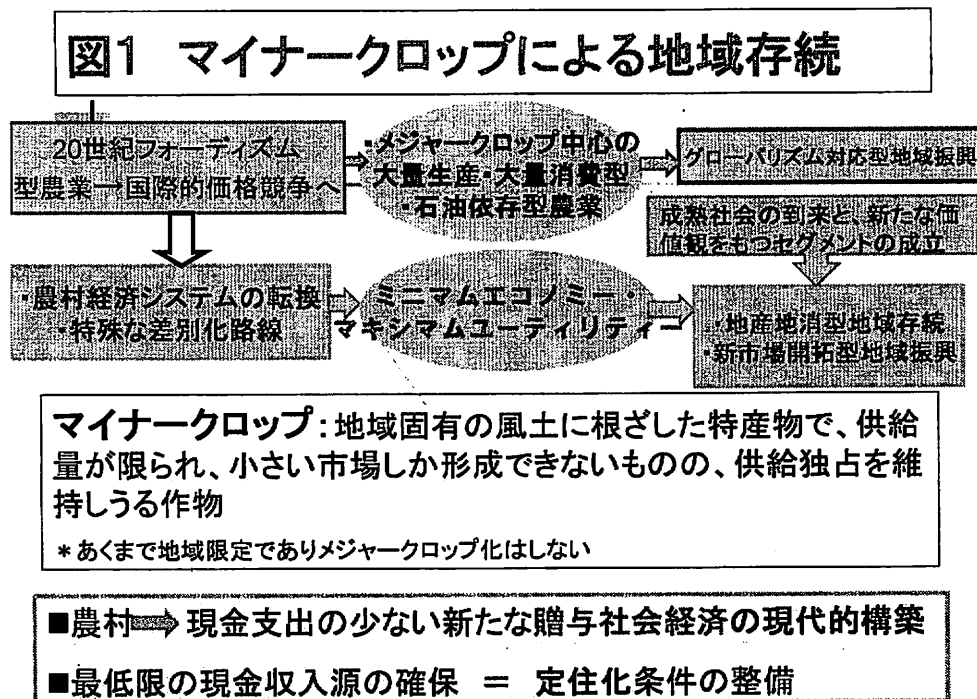 図1 マイナークロップによる地域存続
20世紀フォーディズム
型農業→国際的価格競争へ
・メジャークロップ中心の
大量生産・大量消費型
・石油依存型農業
グローバリズム対応型地域振興
成熟社会の到来と、新たな価
値観をもつセグメントの成立
・農村経済システムの転換
・特殊な差別化路線
ミニマムエコノミー・
マキシマムユーティリティー
・地産地消型地域存続
・新市場開拓型地域振興
マイナークロップ:地域固有の風土に根ざした特産物で、供給
量が限られ、小さい市場しか形成できないものの、供給独占を維
持しうる作物
*あくまで地域限定でありメジャークロップ化はしない
■農村⇒現金支出の少ない新たな贈与社会経済の現代的構築
■最低限の現金収入源の確保 = 定住化条件の整備